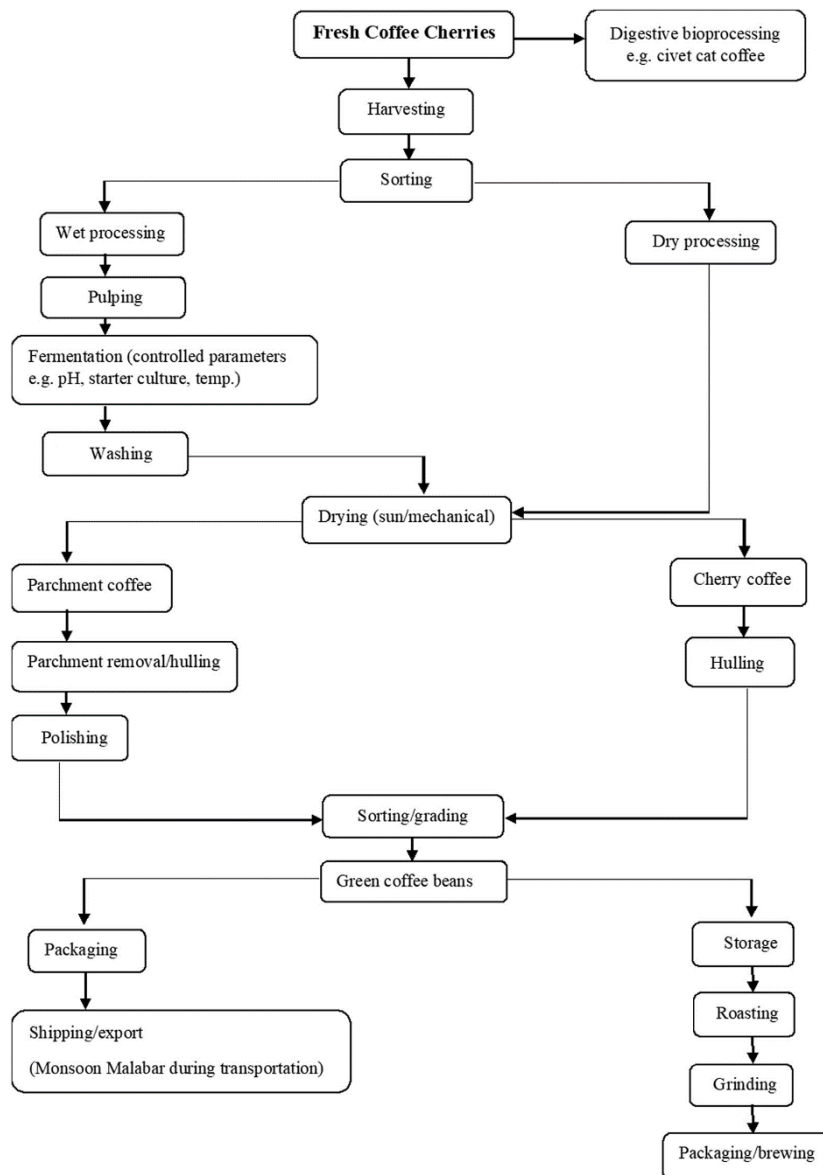 Fresh Coffee Cherries
Digestive bioprocessing
e.g. civet cat coffee
Harvesting
Sorting
Wet processing
Dry processing
Pulping
Fermentation (controlled parameters
e.g. pH, starter culture, temp.)
Washing
Drying (sun/mechanical)
Parchment coffee
Cherry coffee
Parchment removal/hulling
Hulling
Polishing
Sorting/grading
Green coffee beans
Packaging
Storage
Shipping/export
(Monsoon Malabar during transportation)
Roasting
Grinding
Packaging/brewing